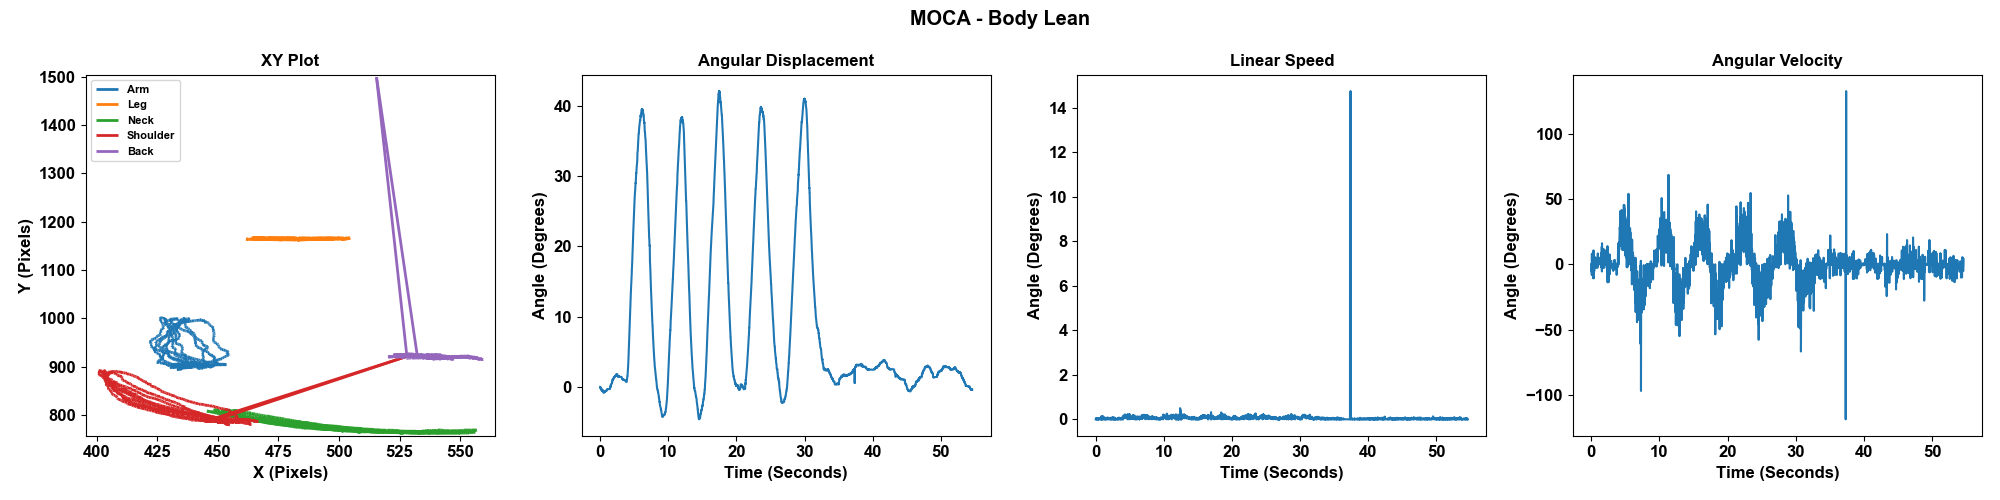 MOCA - Body Lean
XY Plot
Y (Pixels)
1500
1400
1300
1200
1100
1000
900
800
Arm
Leg
Neck
Shoulder
Back
400 425 450 475 500 525 550
X (Pixels)
Angular Displacement
Angle (Degrees)
40
30
20
10
0
0 10 20 30 40 50
Time (Seconds)
Linear Speed
Angle (Degrees)
14
12
10
8
6
4
2
0
0 10 20 30 40 50
Time (Seconds)
Angular Velocity
Angle (Degrees)
100
50
0
−50
−100
0 10 20 30 40 50
Time (Seconds)